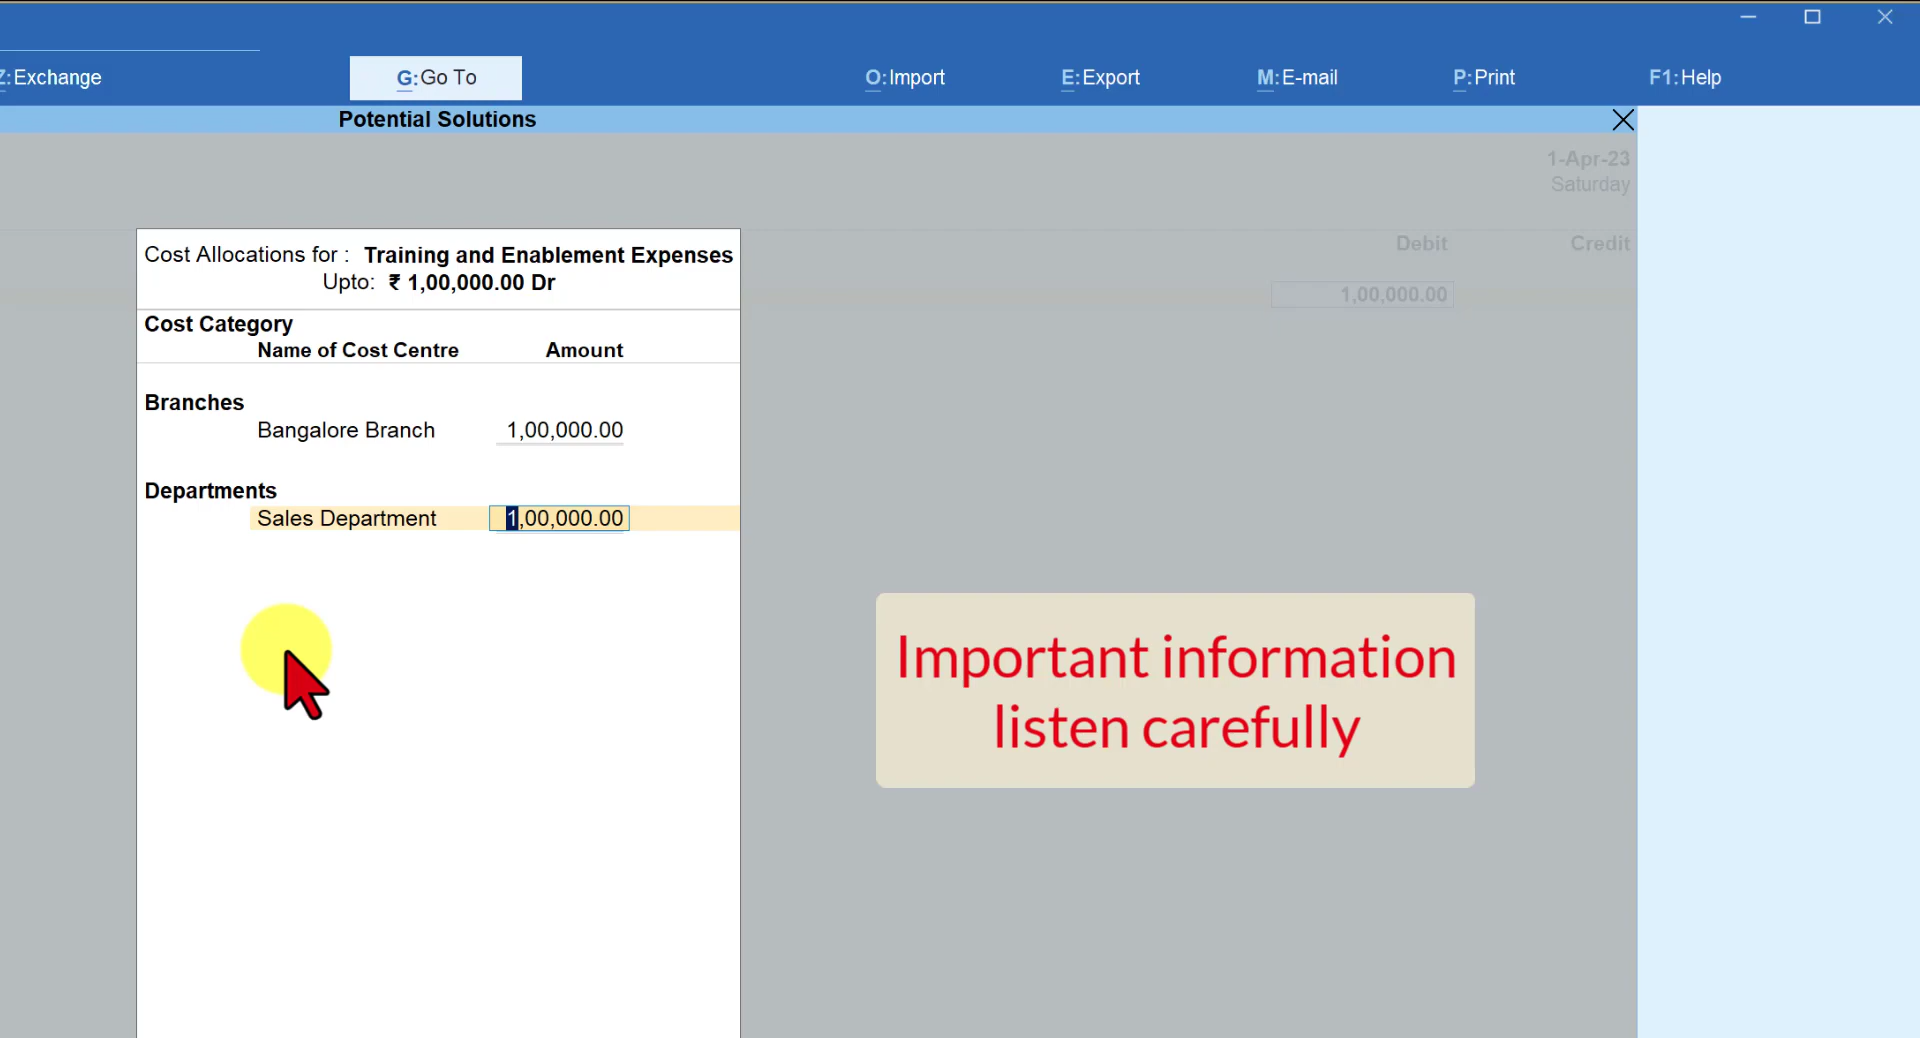 Z:Exchange G:Go To O:Import E:Export M:E-mail P:Print F1:Help
Potential Solutions
1-Apr-23
Saturday
Debit Credit
1,00,000.00
Cost Allocations for : Training and Enablement Expenses
Upto: ₹ 1,00,000.00 Dr
Cost Category
Name of Cost Centre Amount
Branches
Bangalore Branch 1,00,000.00
Departments
Sales Department 1,00,000.00
Important information
listen carefully